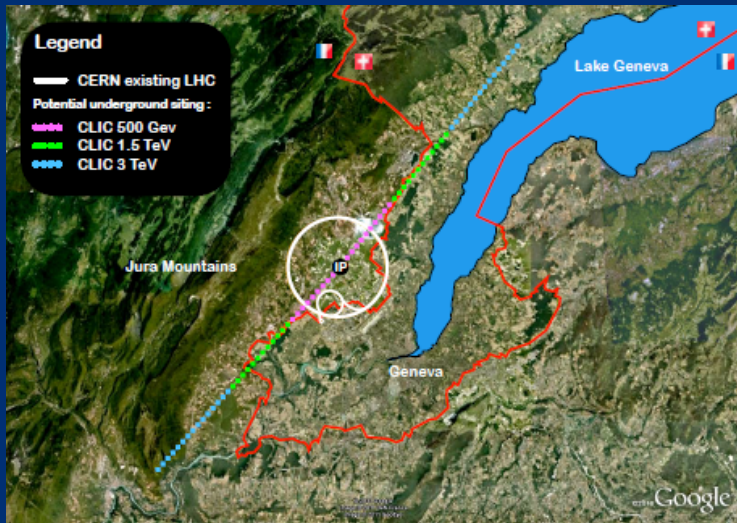 Legend
CERN existing LHC
Potential underground siting :
CLIC 500 Gev
CLIC 1.5 TeV
CLIC 3 TeV
Lake Geneva
Jura Mountains
IP
Geneva
Google